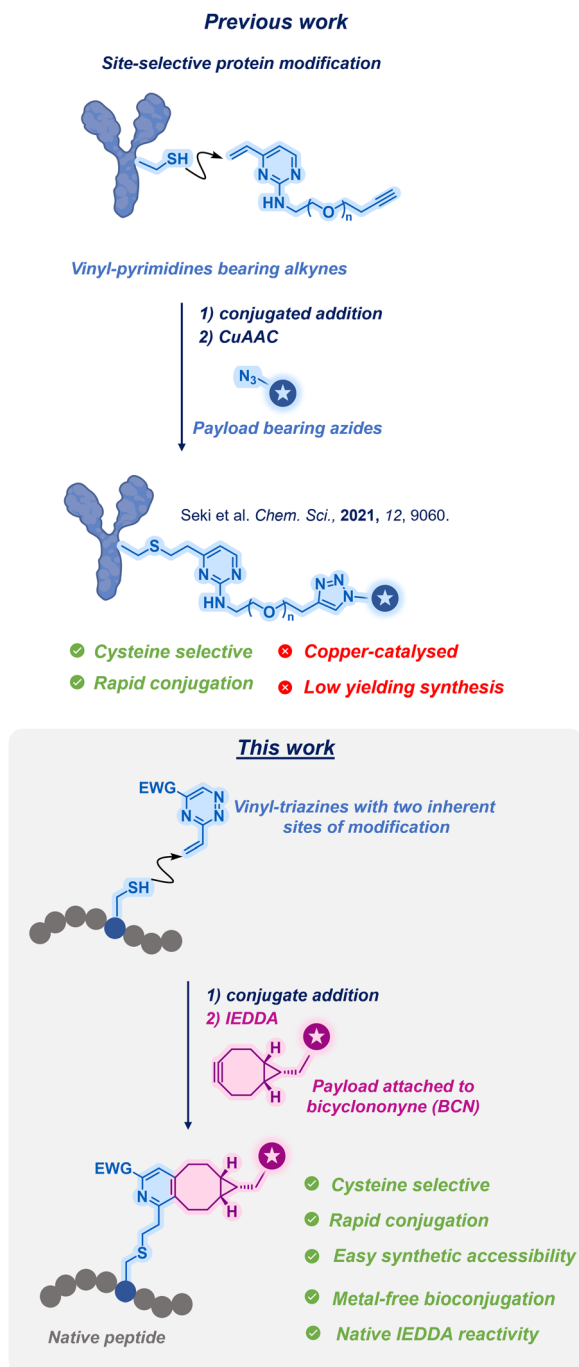 Previous work
Site-selective protein modification
SH
N
N
HN
O
n
Vinyl-pyrimidines bearing alkynes
1) conjugated addition
2) CuAAC
N3
Payload bearing azides
Seki et al. Chem. Sci., 2021, 12, 9060.
S
N
N
HN
O
n
N
N
N
Cysteine selective
Copper-catalysed
Rapid conjugation
Low yielding synthesis
This work
EWG
N
N
N
Vinyl-triazines with two inherent
sites of modification
SH
1) conjugate addition
2) IEDDA
H
H
Payload attached to
bicyclononyne (BCN)
EWG
N
H
H
S
Cysteine selective
Rapid conjugation
Easy synthetic accessibility
Metal-free bioconjugation
Native IEDDA reactivity
Native peptide